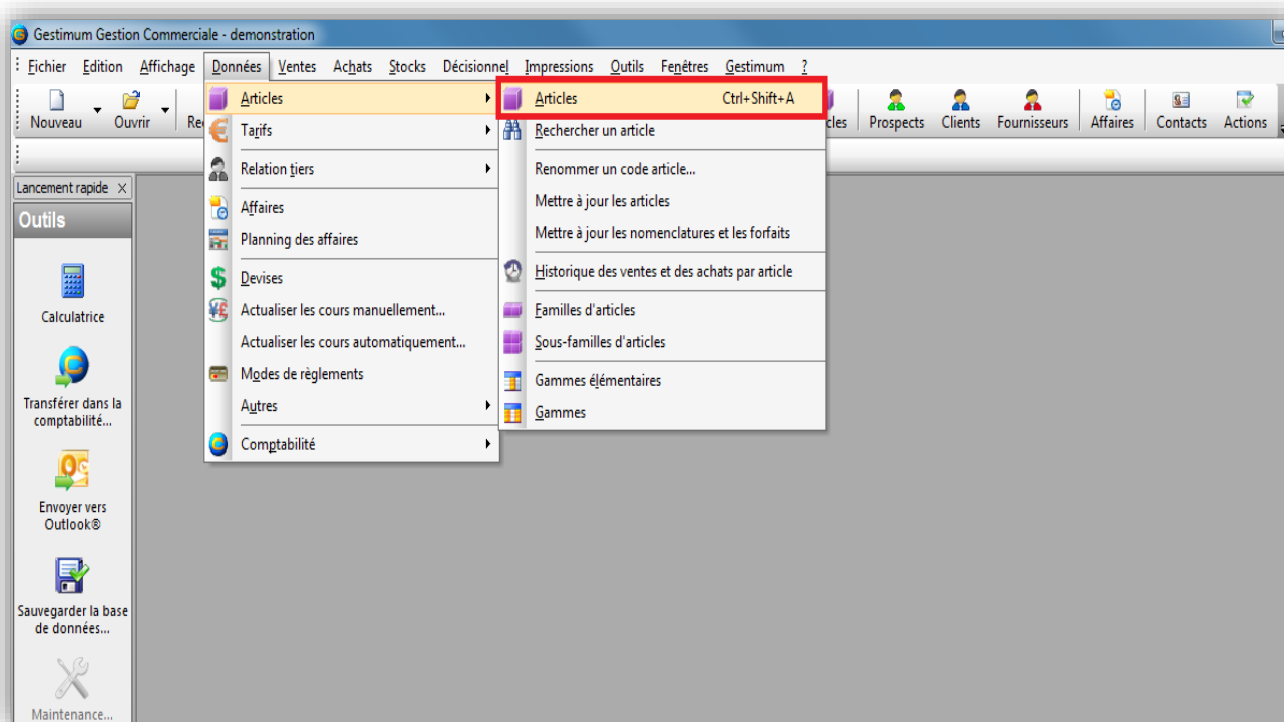 Gestimum Gestion Commerciale - demonstration
Fichier Edition Affichage Données Ventes Achats Stocks Décisionnel Impressions Outils Fenêtres Gestimum ?
Nouveau Ouvrir
Prospects Clients Fournisseurs Affaires Contacts Actions
Articles
Tarifs
Relation tiers
Affaires
Planning des affaires
Devises
Actualiser les cours manuellement...
Actualiser les cours automatiquement...
Modes de règlements
Autres
Comptabilité
Articles Ctrl+Shift+A
Rechercher un article
Renommer un code article...
Mettre à jour les articles
Mettre à jour les nomenclatures et les forfaits
Historique des ventes et des achats par article
Familles d'articles
Sous-familles d'articles
Gammes élémentaires
Gammes
Lancement rapide
Outils
Calculatrice
Transférer dans la
comptabilité...
Envoyer vers
Outlook®
Sauvegarder la base
de données...
Maintenance...